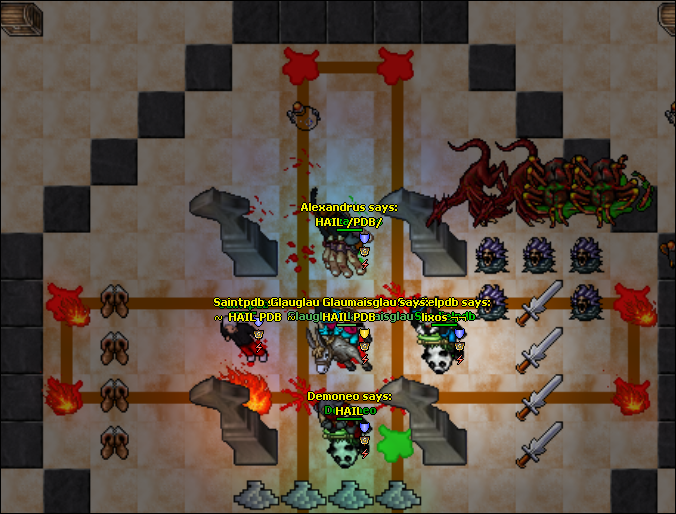 Alexandrus says:
HAIL /PDB/
Saintpdb Glauglau Glaumaisglau says: elpdb says:
~ HAIL PDB HAIL PDB lixos
Demoneo says:
HAIL